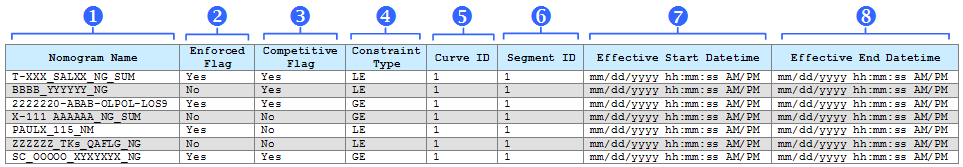 1 2 3 4 5 6 7 8
Nomogram Name Enforced Flag Competitive Flag Constraint Type Curve ID Segment ID Effective Start Datetime Effective End Datetime
T-XXX_SALXX_NG_SUM Yes Yes LE 1 1 mm/dd/yyyy hh:mm:ss AM/PM mm/dd/yyyy hh:mm:ss AM/PM
BBBB_YYYYYY_NG No Yes LE 1 1 mm/dd/yyyy hh:mm:ss AM/PM mm/dd/yyyy hh:mm:ss AM/PM
2222220-ABAB-OLPOL-LOS9 Yes Yes GE 1 1 mm/dd/yyyy hh:mm:ss AM/PM mm/dd/yyyy hh:mm:ss AM/PM
X-111 AAAAAA_NG_SUM No No GE 1 1 mm/dd/yyyy hh:mm:ss AM/PM mm/dd/yyyy hh:mm:ss AM/PM
PAULX_115_NM Yes No LE 1 1 mm/dd/yyyy hh:mm:ss AM/PM mm/dd/yyyy hh:mm:ss AM/PM
ZZZZZZ_TKs_QAFLG_NG No No LE 1 1 mm/dd/yyyy hh:mm:ss AM/PM mm/dd/yyyy hh:mm:ss AM/PM
SC_OOOOO_XYXYXYX_NG Yes Yes GE 1 1 mm/dd/yyyy hh:mm:ss AM/PM mm/dd/yyyy hh:mm:ss AM/PM